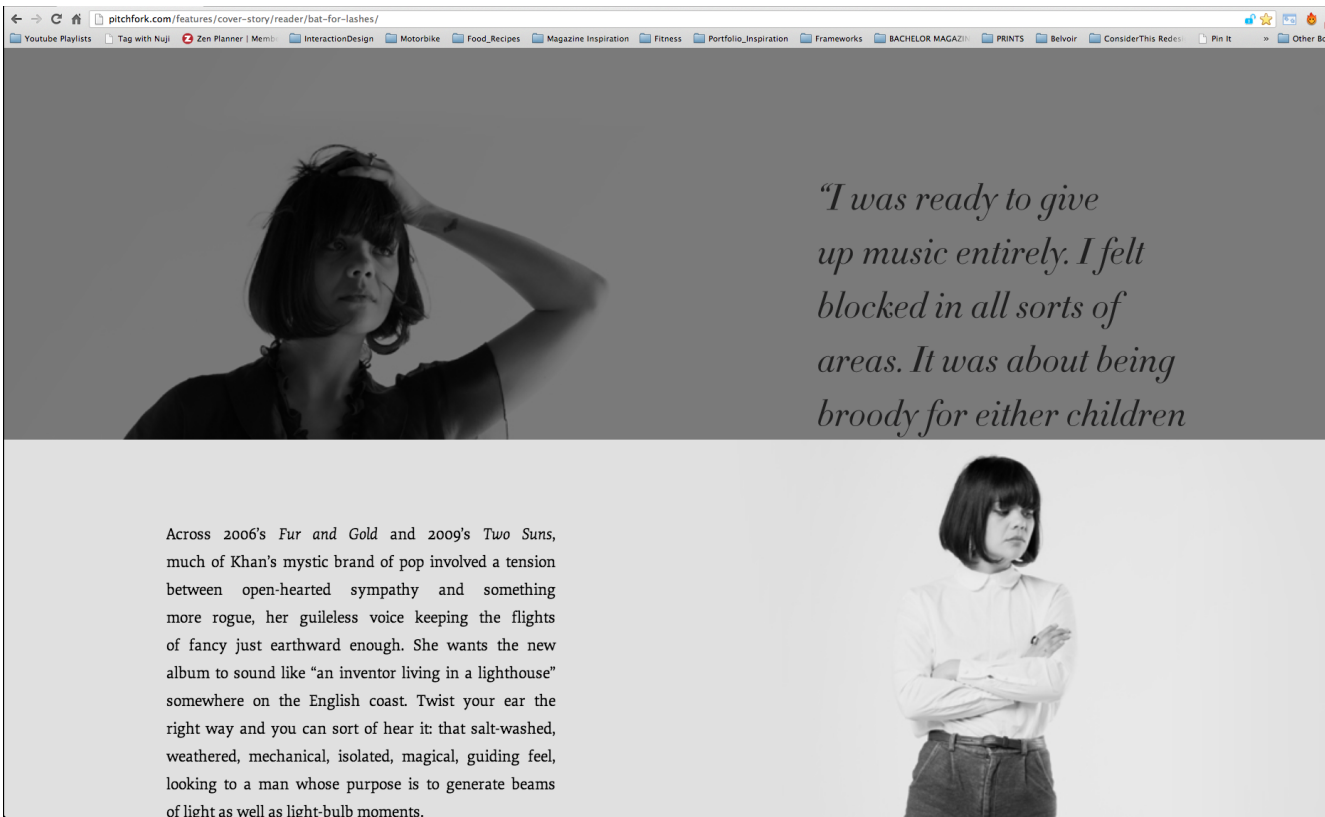 pitchfork.com/features/cover-story/reader/bat-for-lashes/
Youtube Playlists Tag with Nuji Zen Planner | Memb InteractionDesign Motorbike Food_Recipes Magazine Inspiration Fitness Portfolio_Inspiration Frameworks BACHELOR MAGAZIN PRINTS Belvoir ConsiderThis Redes Pin It » Other Bo
“I was ready to give
up music entirely. I felt
blocked in all sorts of
areas. It was about being
broody for either children
Across 2006’s Fur and Gold and 2009’s Two Suns,
much of Khan’s mystic brand of pop involved a tension
between open-hearted sympathy and something
more rogue, her guileless voice keeping the flights
of fancy just earthward enough. She wants the new
album to sound like “an inventor living in a lighthouse”
somewhere on the English coast. Twist your ear the
right way and you can sort of hear it: that salt-washed,
weathered, mechanical, isolated, magical, guiding feel,
looking to a man whose purpose is to generate beams
of light as well as light-bulb moments.